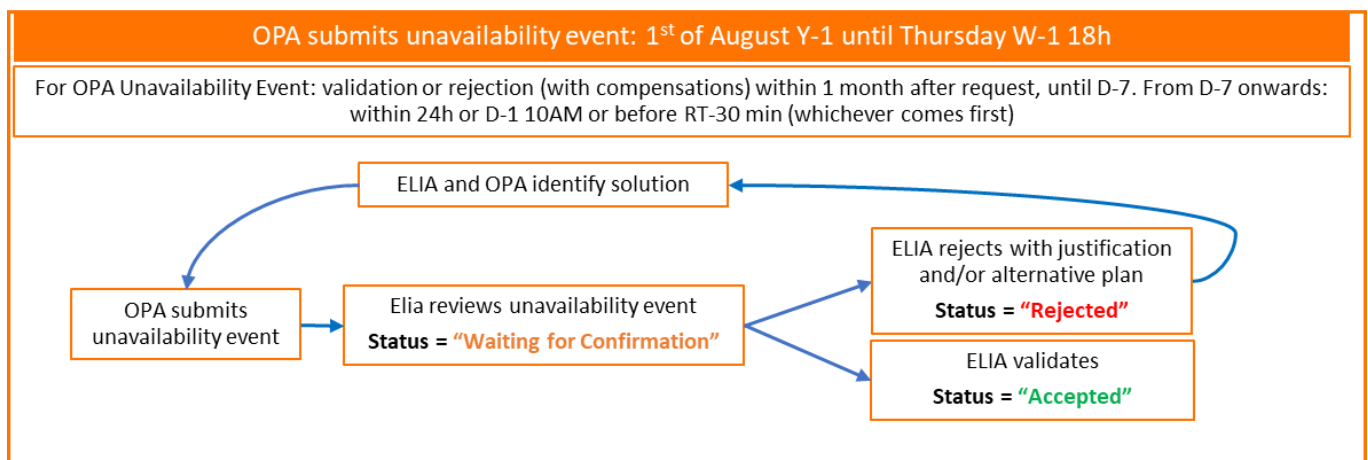 OPA submits unavailability event: 1st of August Y-1 until Thursday W-1 18h
For OPA Unavailability Event: validation or rejection (with compensations) within 1 month after request, until D-7. From D-7 onwards:
within 24h or D-1 10AM or before RT-30 min (whichever comes first)
ELIA and OPA identify solution
ELIA rejects with justification
and/or alternative plan
Status = “Rejected”
OPA submits
unavailability event
Elia reviews unavailability event
Status = “Waiting for Confirmation”
ELIA validates
Status = “Accepted”